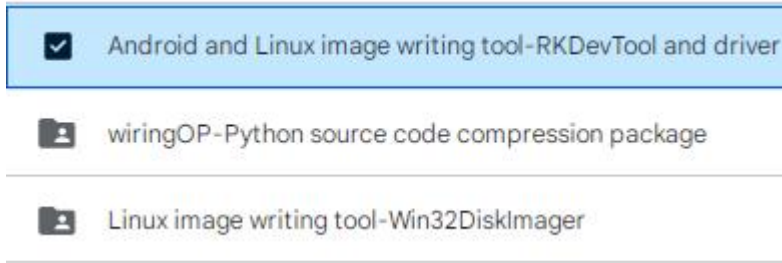 Android and Linux image writing tool-RKDevTool and driver
wiringOP-Python source code compression package
Linux image writing tool-Win32DiskImager